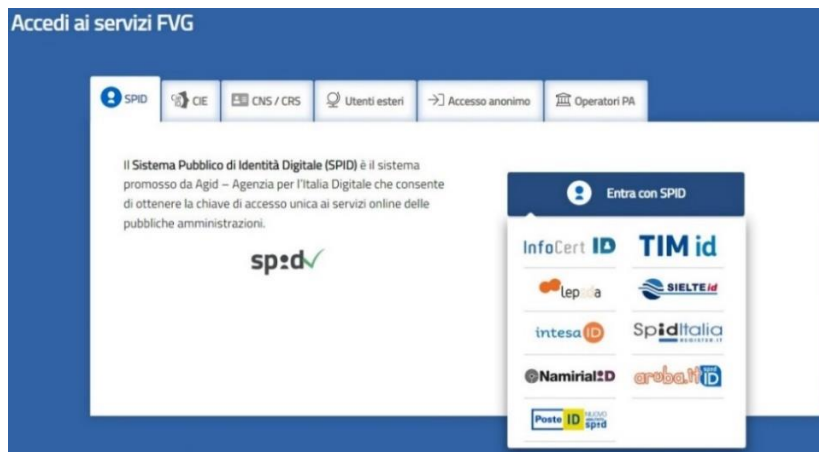 Accedi ai servizi FVG
SPID
CIE
CNS / CRS
Utenti esteri
Accesso anonimo
Operatori PA
Il Sistema Pubblico di Identità Digitale (SPID) è il sistema
promosso da Agid – Agenzia per l'Italia Digitale che consente
di ottenere la chiave di accesso unica ai servizi online delle
pubbliche amministrazioni.
spid
Entra con SPID
InfoCert ID
TIM id
Lepida
SIELTE id
intesa ID
SpidItalia
REGISTER.IT
Namirial ID
aruba.it ID
Poste ID NUOVO
spid